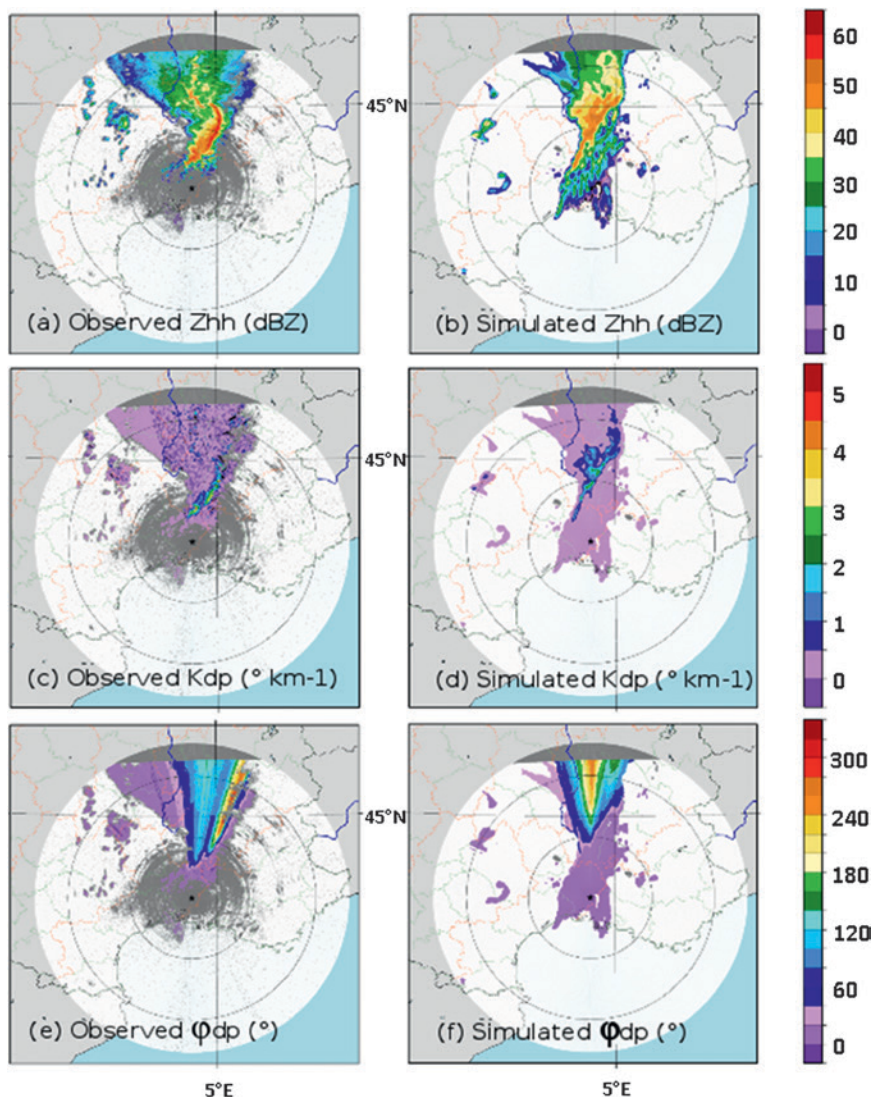 60
50
45°N
40
30
20
10
(a) Observed Zhh (dBZ)
(b) Simulated Zhh (dBZ)
0
5
4
45°N
3
2
1
0
(c) Observed Kdp (° km-1)
(d) Simulated Kdp (° km-1)
300
45°N
240
180
120
60
(e) Observed φdp (°)
(f) Simulated φdp (°)
0
5°E
5°E